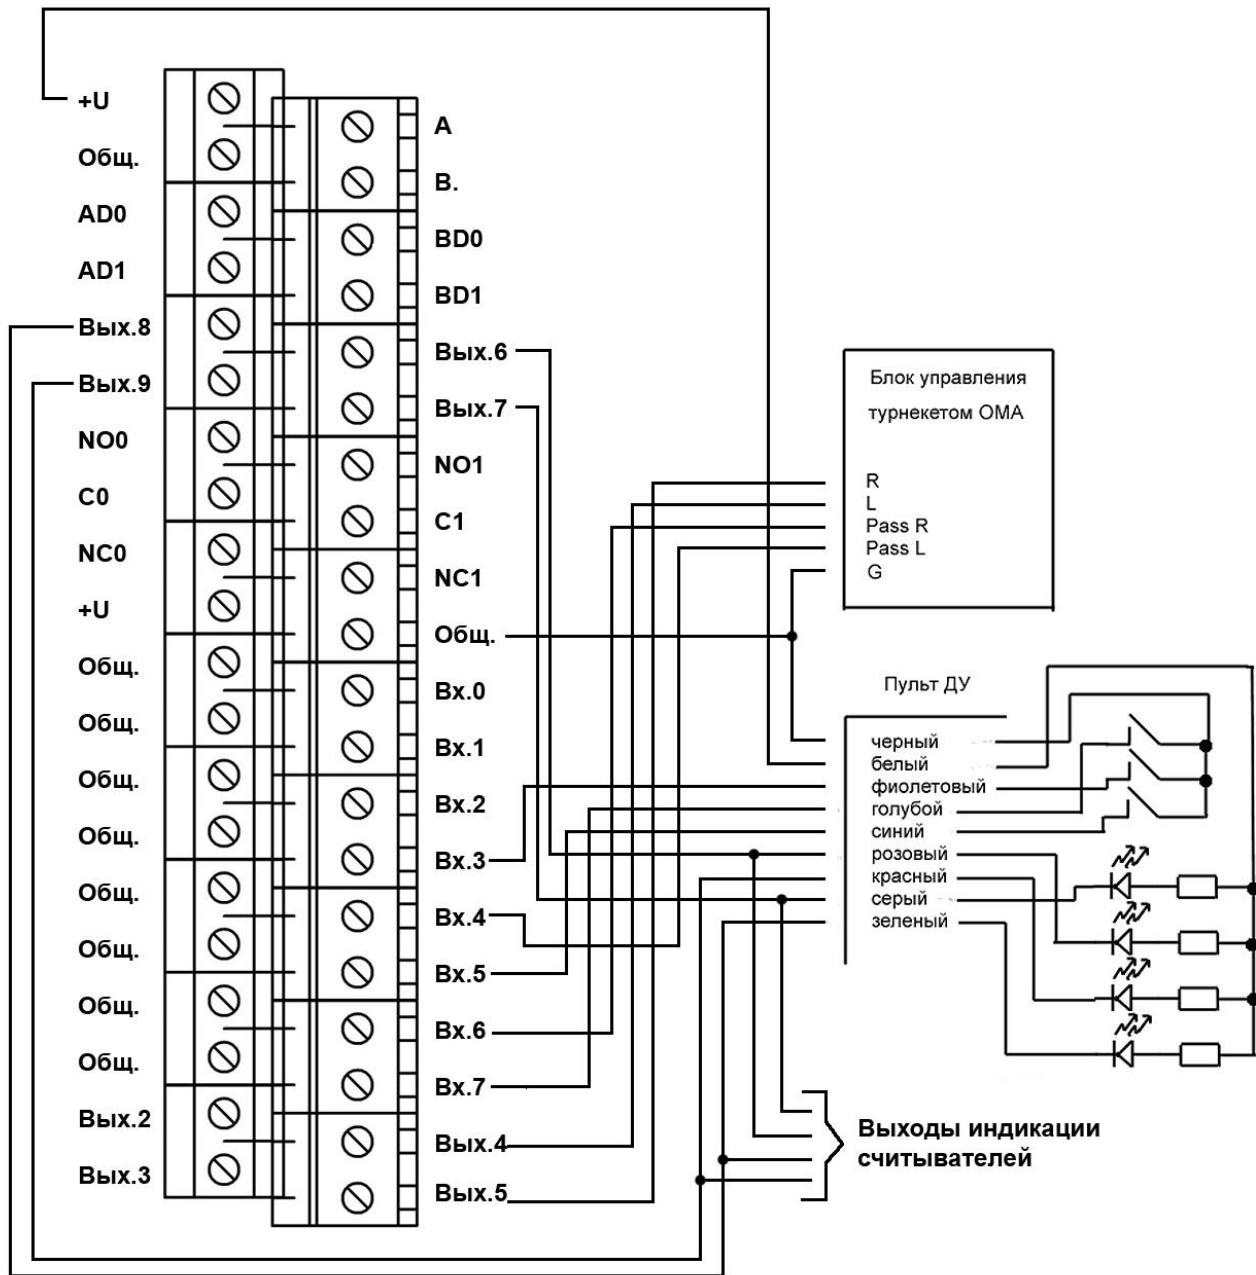 +U
Общ.
AD0
AD1
Вых.8
Вых.9
NO0
C0
NC0
+U
Общ.
Общ.
Общ.
Общ.
Общ.
Общ.
Общ.
Общ.
Вых.2
Вых.3
A
B.
BD0
BD1
Вых.6
Вых.7
NO1
C1
NC1
Общ.
Вх.0
Вх.1
Вх.2
Вх.3
Вх.4
Вх.5
Вх.6
Вх.7
Вых.4
Вых.5
Блок управления
турнекетом ОМА
R
L
Pass R
Pass L
G
Пульт ДУ
черный
белый
фиолетовый
голубой
синий
розовый
красный
серый
зеленый
Выходы индикации
считывателей